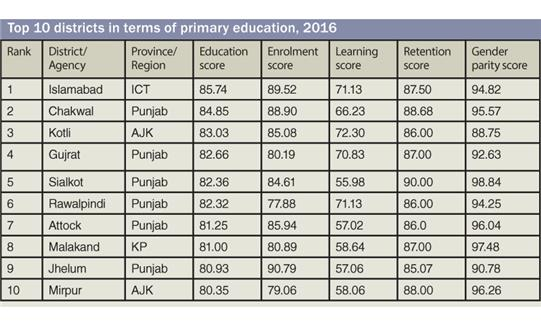 Top 10 districts in terms of primary education, 2016
Rank District/ Agency Province/ Region Education score Enrolment score Learning score Retention score Gender parity score
1 Islamabad ICT 85.74 89.52 71.13 87.50 94.82
2 Chakwal Punjab 84.85 88.90 66.23 88.68 95.57
3 Kotli AJK 83.03 85.08 72.30 86.00 88.75
4 Gujrat Punjab 82.66 80.19 70.83 87.00 92.63
5 Sialkot Punjab 82.36 84.61 55.98 90.00 98.84
6 Rawalpindi Punjab 82.32 77.88 71.13 86.00 94.25
7 Attock Punjab 81.25 85.94 57.02 86.0 96.04
8 Malakand KP 81.00 80.89 58.64 87.00 97.48
9 Jhelum Punjab 80.93 90.79 57.06 85.07 90.78
10 Mirpur AJK 80.35 79.06 58.06 88.00 96.26